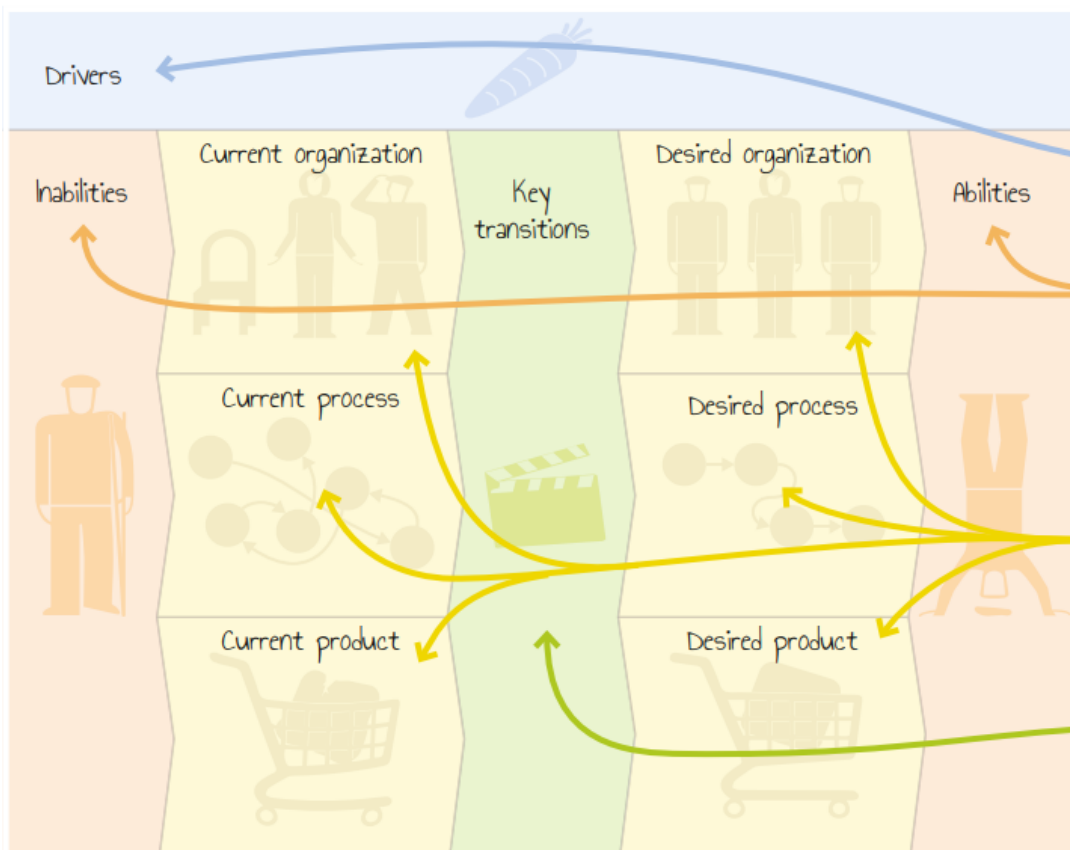 Drivers
Inabilities
Current organization
Key
transitions
Desired organization
Abilities
Current process
Desired process
Current product
Desired product